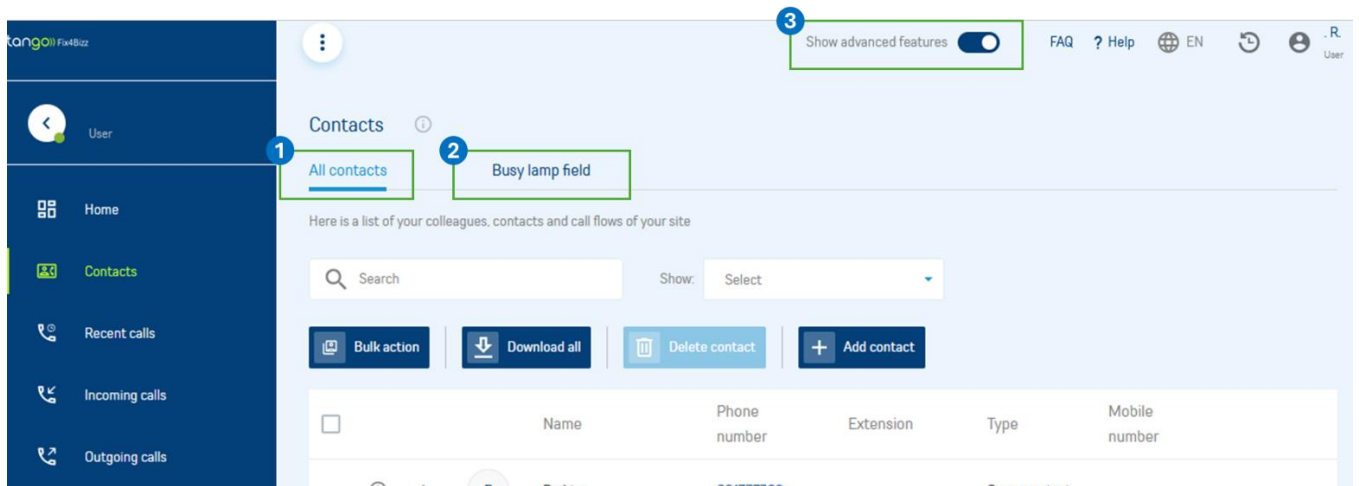 3
tango Fix4Bizz
Show advanced features
FAQ ? Help EN
. R.
User
User
Contacts
1
2
All contacts Busy lamp field
Here is a list of your colleagues, contacts and call flows of your site
Home
Contacts
Recent calls
Incoming calls
Outgoing calls
Search Show: Select
Bulk action Download all Delete contact Add contact
Name Phone number Extension Type Mobile number